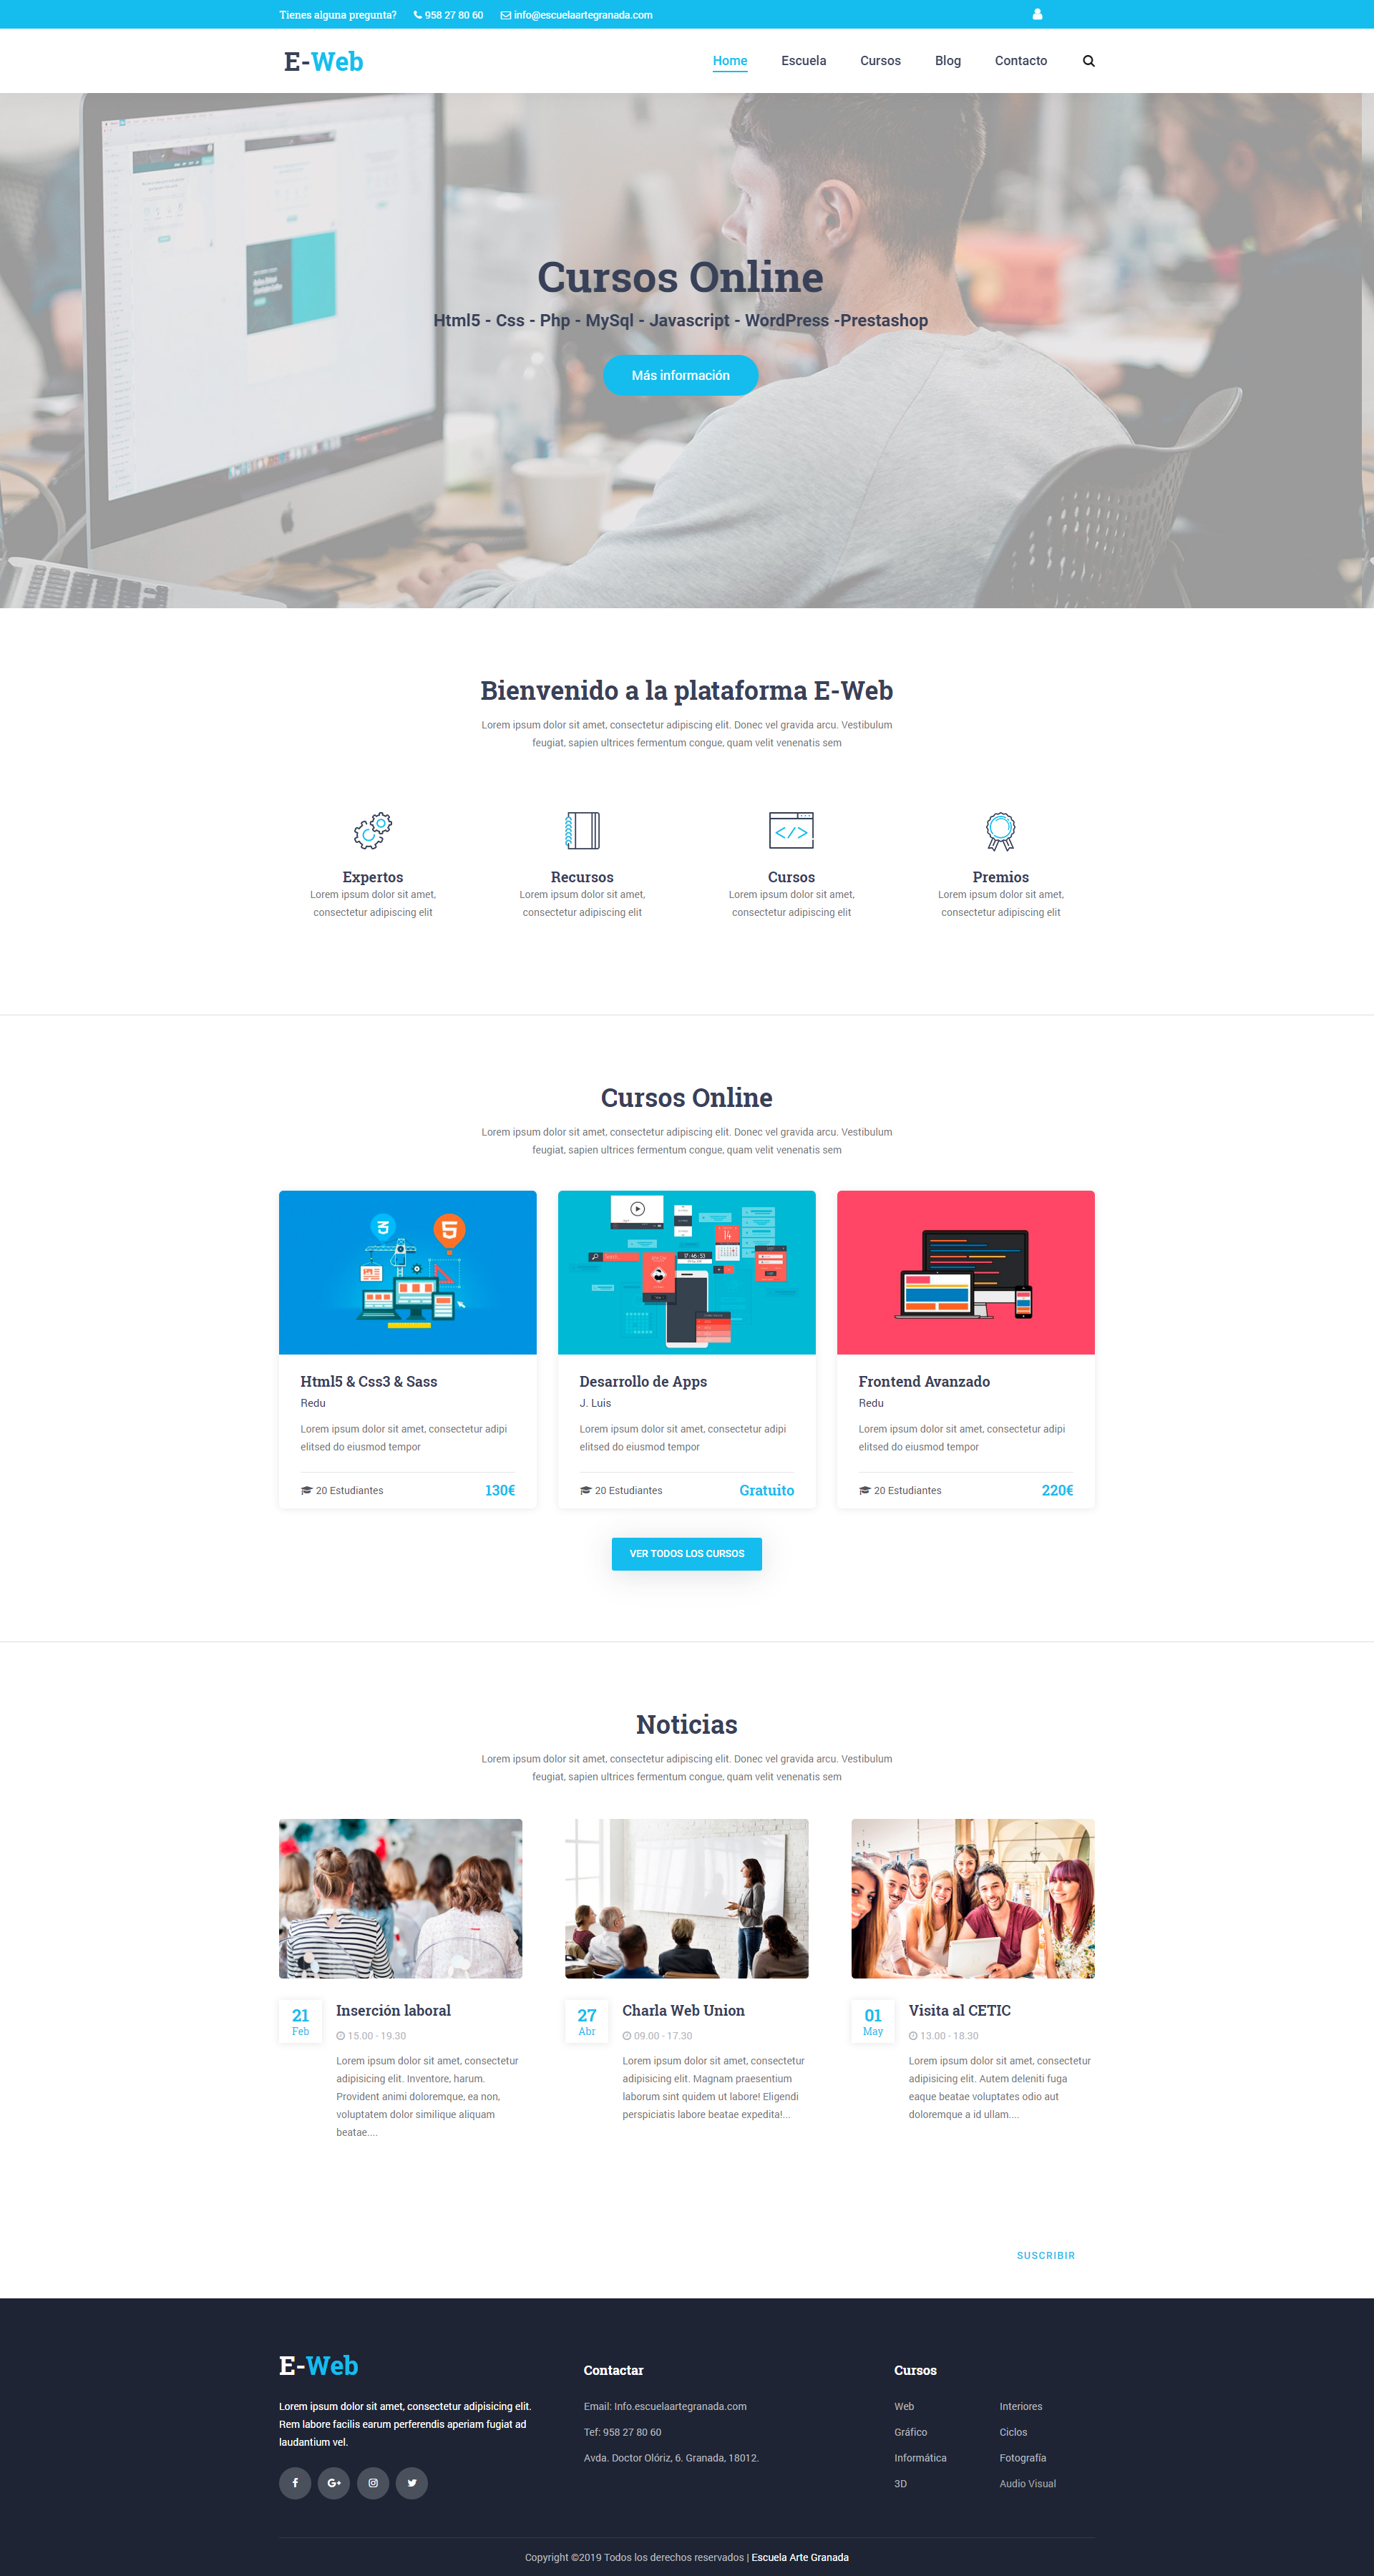 Tienes alguna pregunta? 958 27 80 60 info@escuelaartegranada.com
E-Web
Home Escuela Cursos Blog Contacto
Cursos Online
Html5 - Css - Php - MySql - Javascript - WordPress -Prestashop
Más información
Bienvenido a la plataforma E-Web
Lorem ipsum dolor sit amet, consectetur adipiscing elit. Donec vel gravida arcu. Vestibulum
feugiat, sapien ultrices fermentum congue, quam velit venenatis sem
Expertos
Lorem ipsum dolor sit amet,
consectetur adipiscing elit
Recursos
Lorem ipsum dolor sit amet,
consectetur adipiscing elit
Cursos
Lorem ipsum dolor sit amet,
consectetur adipiscing elit
Premios
Lorem ipsum dolor sit amet,
consectetur adipiscing elit
Cursos Online
Lorem ipsum dolor sit amet, consectetur adipiscing elit. Donec vel gravida arcu. Vestibulum
feugiat, sapien ultrices fermentum congue, quam velit venenatis sem
Html5 & Css3 & Sass
Redu
Lorem ipsum dolor sit amet, consectetur adipi
elitsed do eiusmod tempor
20 Estudiantes 130€
14
17:46:53
Desarrollo de Apps
J. Luis
Lorem ipsum dolor sit amet, consectetur adipi
elitsed do eiusmod tempor
20 Estudiantes Gratuito
Frontend Avanzado
Redu
Lorem ipsum dolor sit amet, consectetur adipi
elitsed do eiusmod tempor
20 Estudiantes 220€
VER TODOS LOS CURSOS
Noticias
Lorem ipsum dolor sit amet, consectetur adipiscing elit. Donec vel gravida arcu. Vestibulum
feugiat, sapien ultrices fermentum congue, quam velit venenatis sem
21
Feb
Inserción laboral
15.00 - 19.30
Lorem ipsum dolor sit amet, consectetur
adipisicing elit. Inventore, harum.
Provident animi doloremque, ea non,
voluptatem dolor similique aliquam
beatae....
27
Abr
Charla Web Union
09.00 - 17.30
Lorem ipsum dolor sit amet, consectetur
adipisicing elit. Magnam praesentium
laborum sint quidem ut labore! Eligendi
perspiciatis labore beatae expedita!...
01
May
Visita al CETIC
13.00 - 18.30
Lorem ipsum dolor sit amet, consectetur
adipisicing elit. Autem deleniti fuga
eaque beatae voluptates odio aut
doloremque a id ullam....
SUSCRIBIR
E-Web
Lorem ipsum dolor sit amet, consectetur adipisicing elit.
Rem labore facilis earum perferendis aperiam fugiat ad
laudantium vel.
Contactar
Email: Info.escuelaartegranada.com
Tef: 958 27 80 60
Avda. Doctor Olóriz, 6. Granada, 18012.
Cursos
Web Interiores
Gráfico Ciclos
Informática Fotografía
3D Audio Visual
Copyright ©2019 Todos los derechos reservados | Escuela Arte Granada